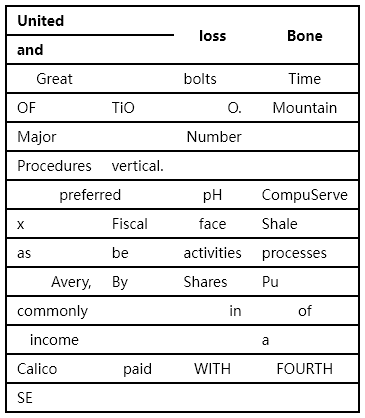 United
loss Bone
and
Great bolts Time
OF TiO O. Mountain
Major Number
Procedures vertical.
preferred pH CompuServe
x Fiscal face Shale
as be activities processes
Avery, By Shares Pu
commonly in of
income a
Calico paid WITH FOURTH
SE